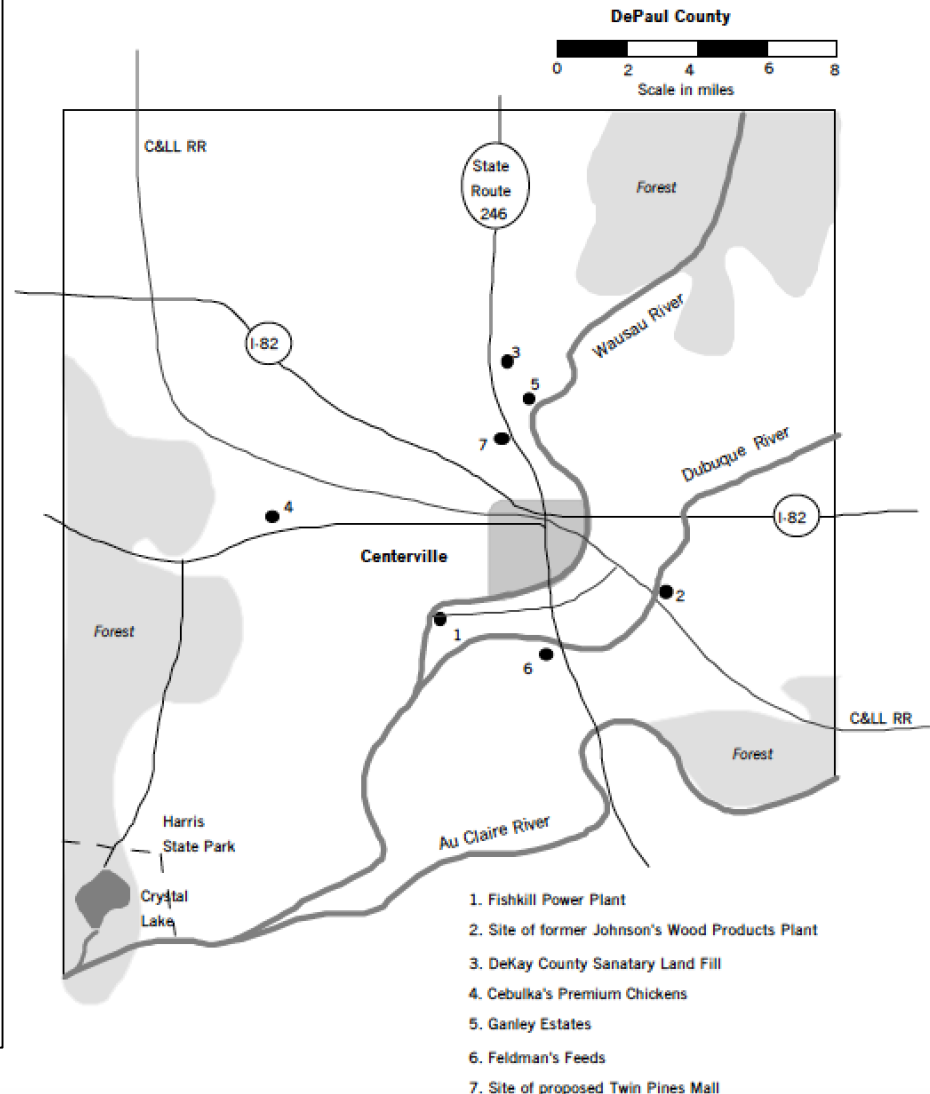 DePaul County
0 2 4 6 8
Scale in miles
C&LL RR
State
Route
246
Forest
I-82
Wausau River
3
5
7
Dubuque River
4
I-82
Centerville
2
Forest
1
6
C&LL RR
Forest
Harris
State Park
Au Claire River
Crystal
Lake
1. Fishkill Power Plant
2. Site of former Johnson's Wood Products Plant
3. DeKay County Sanatary Land Fill
4. Cebulka's Premium Chickens
5. Ganley Estates
6. Feldman's Feeds
7. Site of proposed Twin Pines Mall